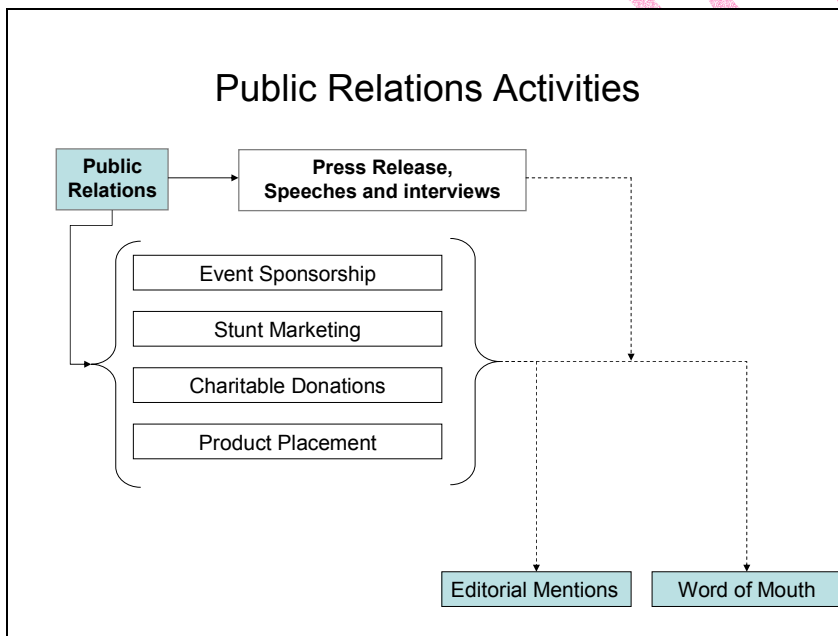 Public Relations Activities
Public
Relations
Press Release,
Speeches and interviews
Event Sponsorship
Stunt Marketing
Charitable Donations
Product Placement
Editorial Mentions
Word of Mouth